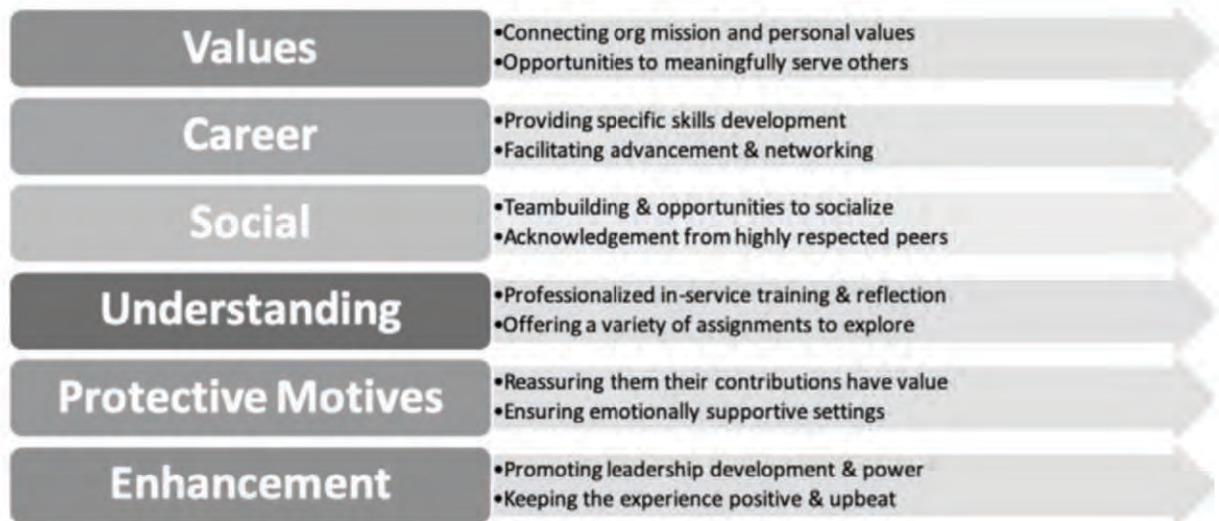 Values
•Connecting org mission and personal values
•Opportunities to meaningfully serve others
Career
•Providing specific skills development
•Facilitating advancement & networking
Social
•Teambuilding & opportunities to socialize
•Acknowledgement from highly respected peers
Understanding
•Professionalized in-service training & reflection
•Offering a variety of assignments to explore
Protective Motives
•Reassuring them their contributions have value
•Ensuring emotionally supportive settings
Enhancement
•Promoting leadership development & power
•Keeping the experience positive & upbeat